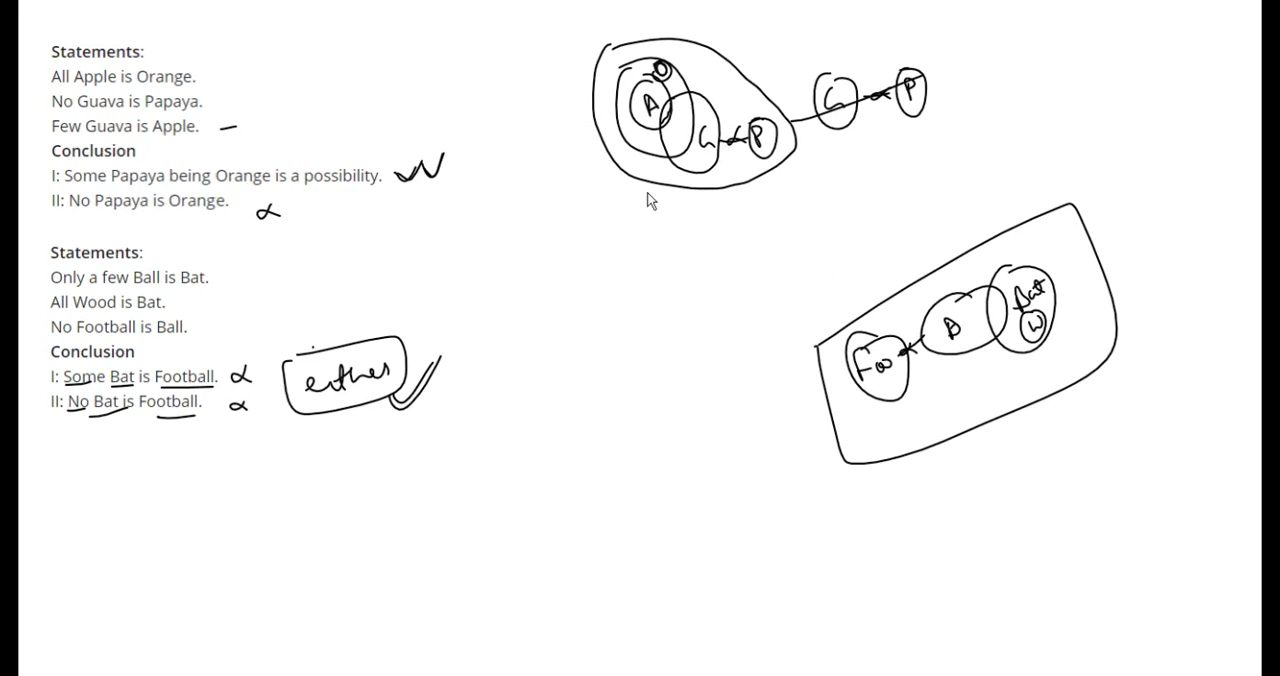 Statements:
All Apple is Orange.
No Guava is Papaya.
Few Guava is Apple.
Conclusion
I: Some Papaya being Orange is a possibility.
II: No Papaya is Orange.
Statements:
Only a few Ball is Bat.
All Wood is Bat.
No Football is Ball.
Conclusion
I: Some Bat is Football.
II: No Bat is Football.
either
O
A
G
P
G
P
Foo
B
Bat
W